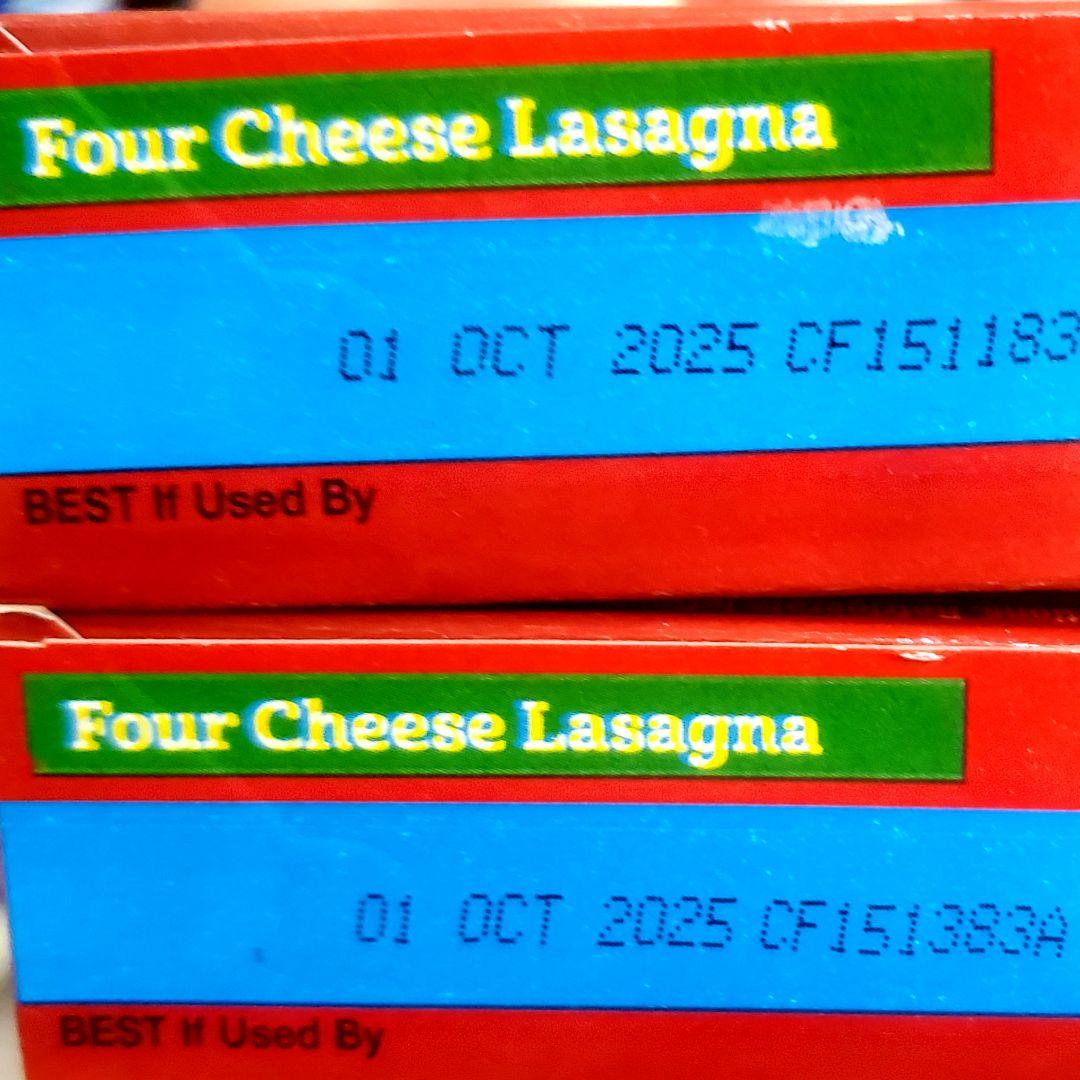 Four Cheese Lasagna
01 OCT 2025 CF151183
BEST If Used By
Four Cheese Lasagna
01 OCT 2025 CF151383A
BEST If Used By